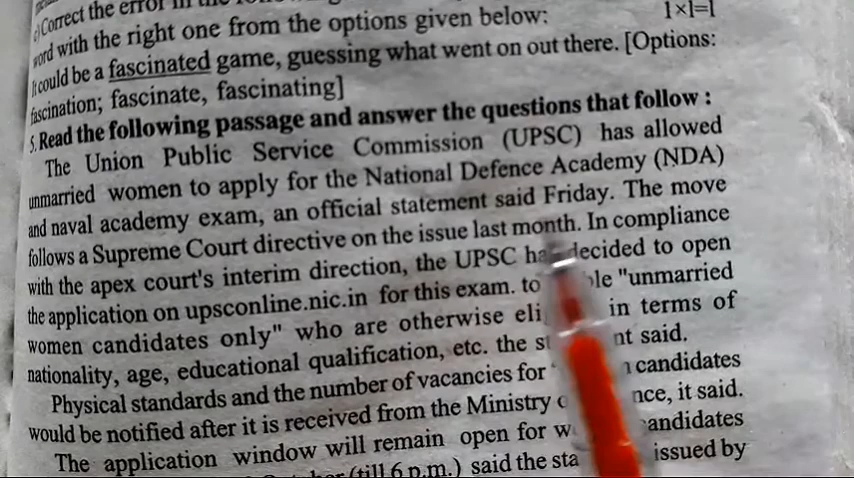 Correct the error in the
word with the right one from the options given below: 1×1=1
It could be a fascinated game, guessing what went on out there. [Options:
fascination; fascinate, fascinating]
5. Read the following passage and answer the questions that follow :
The Union Public Service Commission (UPSC) has allowed
unmarried women to apply for the National Defence Academy (NDA)
and naval academy exam, an official statement said Friday. The move
follows a Supreme Court directive on the issue last month. In compliance
with the apex court's interim direction, the UPSC decided to open
the application on upsconline.nic.in for this exam. to "unmarried
women candidates only" who are otherwise in terms of
nationality, age, educational qualification, etc. the said.
Physical standards and the number of vacancies for candidates
would be notified after it is received from the Ministry it said.
The application window will remain open for
(till 6 p.m.) said the issued by